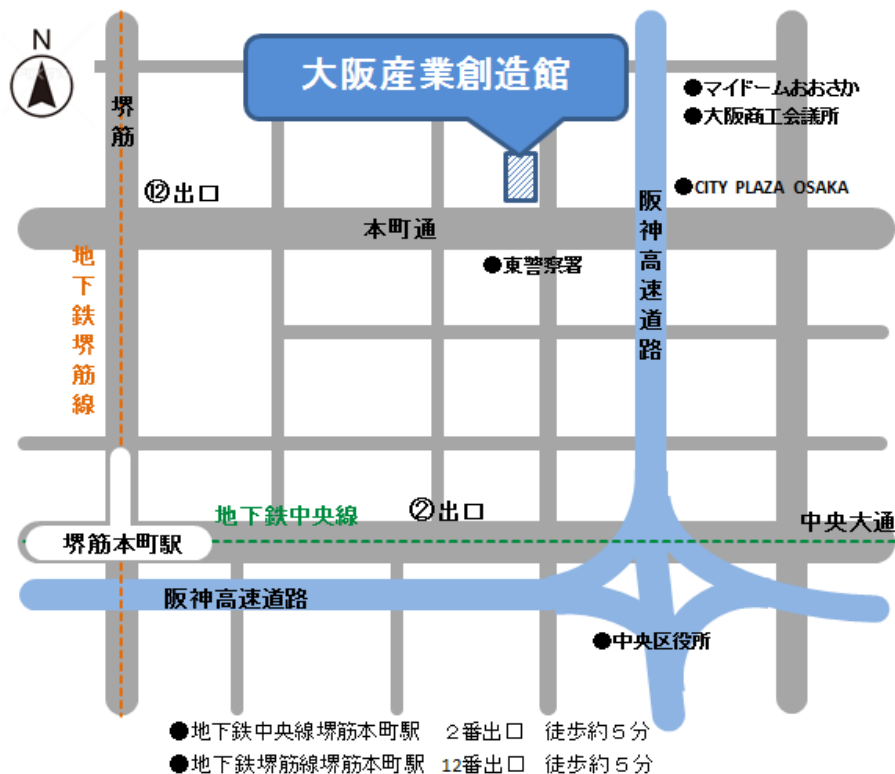 N
大阪産業創造館
堺筋
●マイドームおおさか
●大阪商工会議所
⑫出口
●CITY PLAZA OSAKA
本町通
阪神高速道路
●東警察署
地下鉄堺筋線
②出口
地下鉄中央線
中央大通
堺筋本町駅
阪神高速道路
●中央区役所
●地下鉄中央線堺筋本町駅 2番出口 徒歩約5分
●地下鉄堺筋線堺筋本町駅 12番出口 徒歩約5分